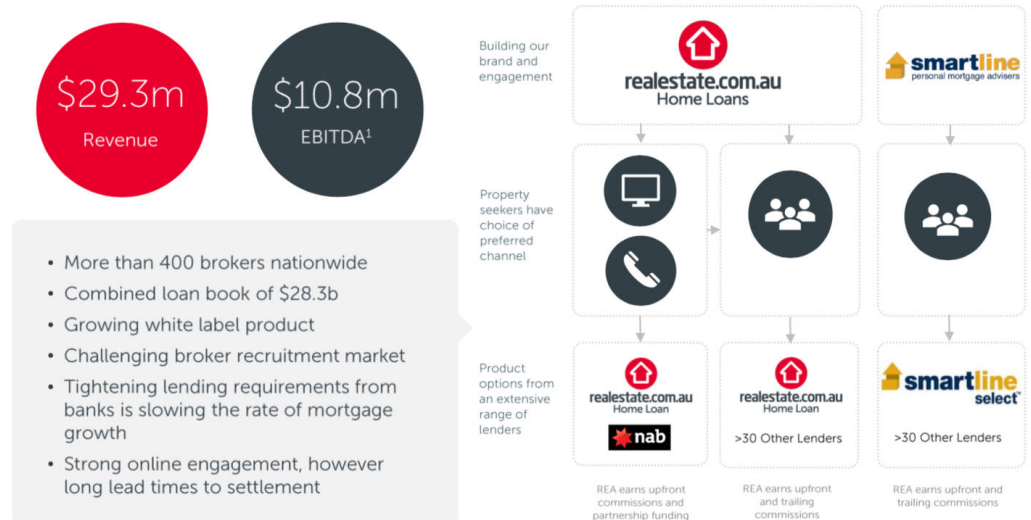 $29.3m
Revenue
$10.8m
EBITDA¹
• More than 400 brokers nationwide
• Combined loan book of $28.3b
• Growing white label product
• Challenging broker recruitment market
• Tightening lending requirements from
banks is slowing the rate of mortgage
growth
• Strong online engagement, however
long lead times to settlement
Building our
brand and
engagement
realestate.com.au
Home Loans
smartline
personal mortgage advisers
Property
seekers have
choice of
preferred
channel
Product
options from
an extensive
range of
lenders
realestate.com.au
Home Loan
nab
realestate.com.au
Home Loan
>30 Other Lenders
smartline
select™
>30 Other Lenders
REA earns upfront
commissions and
partnership funding
REA earns upfront
and trailing
commissions
REA earns upfront and
trailing commissions